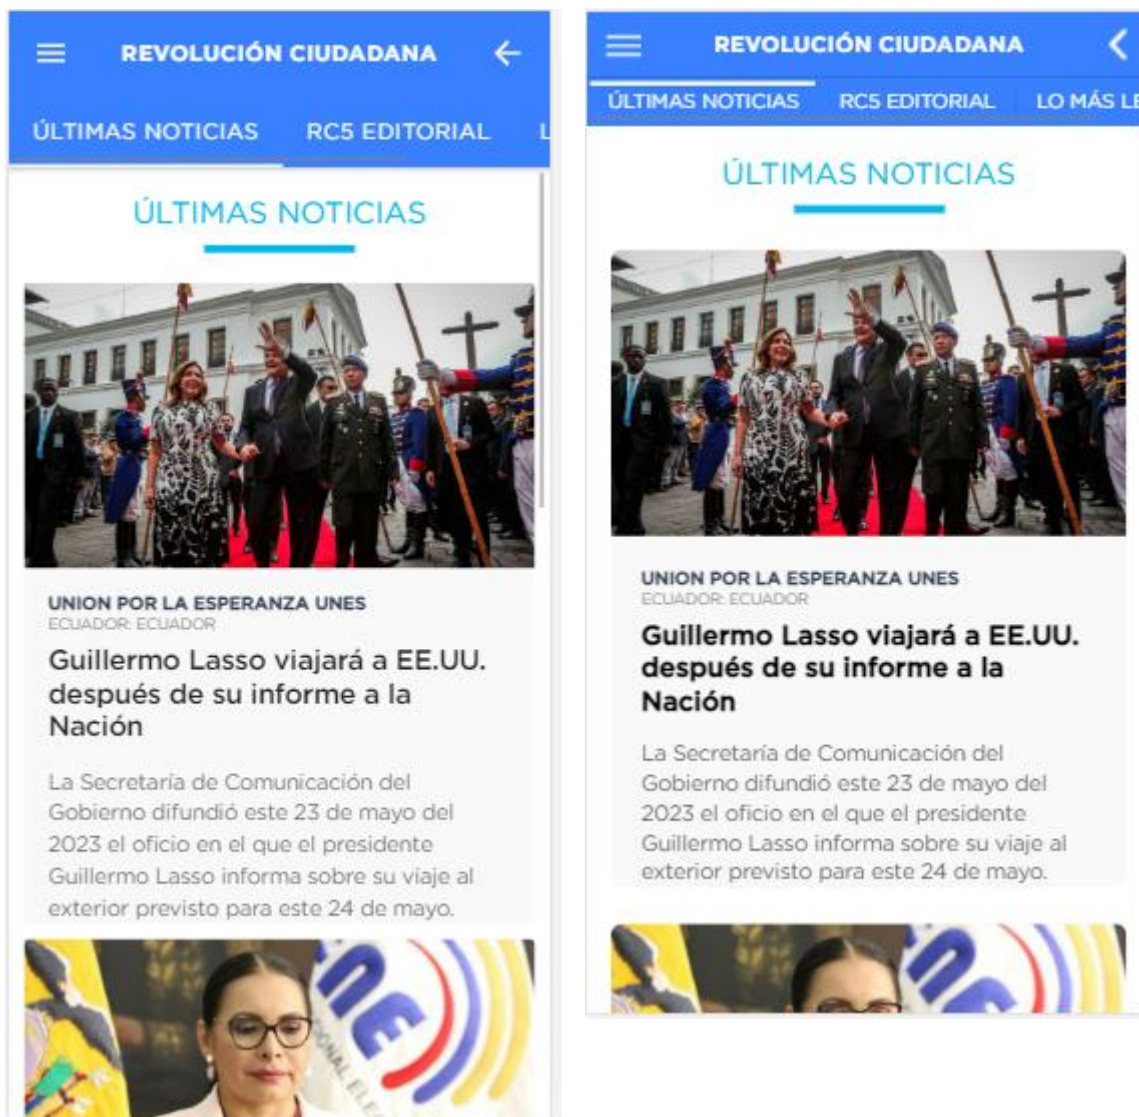 REVOLUCIÓN CIUDADANA
ÚLTIMAS NOTICIAS RC5 EDITORIAL L
ÚLTIMAS NOTICIAS
UNION POR LA ESPERANZA UNES
ECUADOR: ECUADOR
Guillermo Lasso viajará a EE.UU.
después de su informe a la
Nación
La Secretaría de Comunicación del
Gobierno difundió este 23 de mayo del
2023 el oficio en el que el presidente
Guillermo Lasso informa sobre su viaje al
exterior previsto para este 24 de mayo.
REVOLUCIÓN CIUDADANA
ÚLTIMAS NOTICIAS RC5 EDITORIAL LO MÁS LE
ÚLTIMAS NOTICIAS
UNION POR LA ESPERANZA UNES
ECUADOR: ECUADOR
Guillermo Lasso viajará a EE.UU.
después de su informe a la
Nación
La Secretaría de Comunicación del
Gobierno difundió este 23 de mayo del
2023 el oficio en el que el presidente
Guillermo Lasso informa sobre su viaje al
exterior previsto para este 24 de mayo.